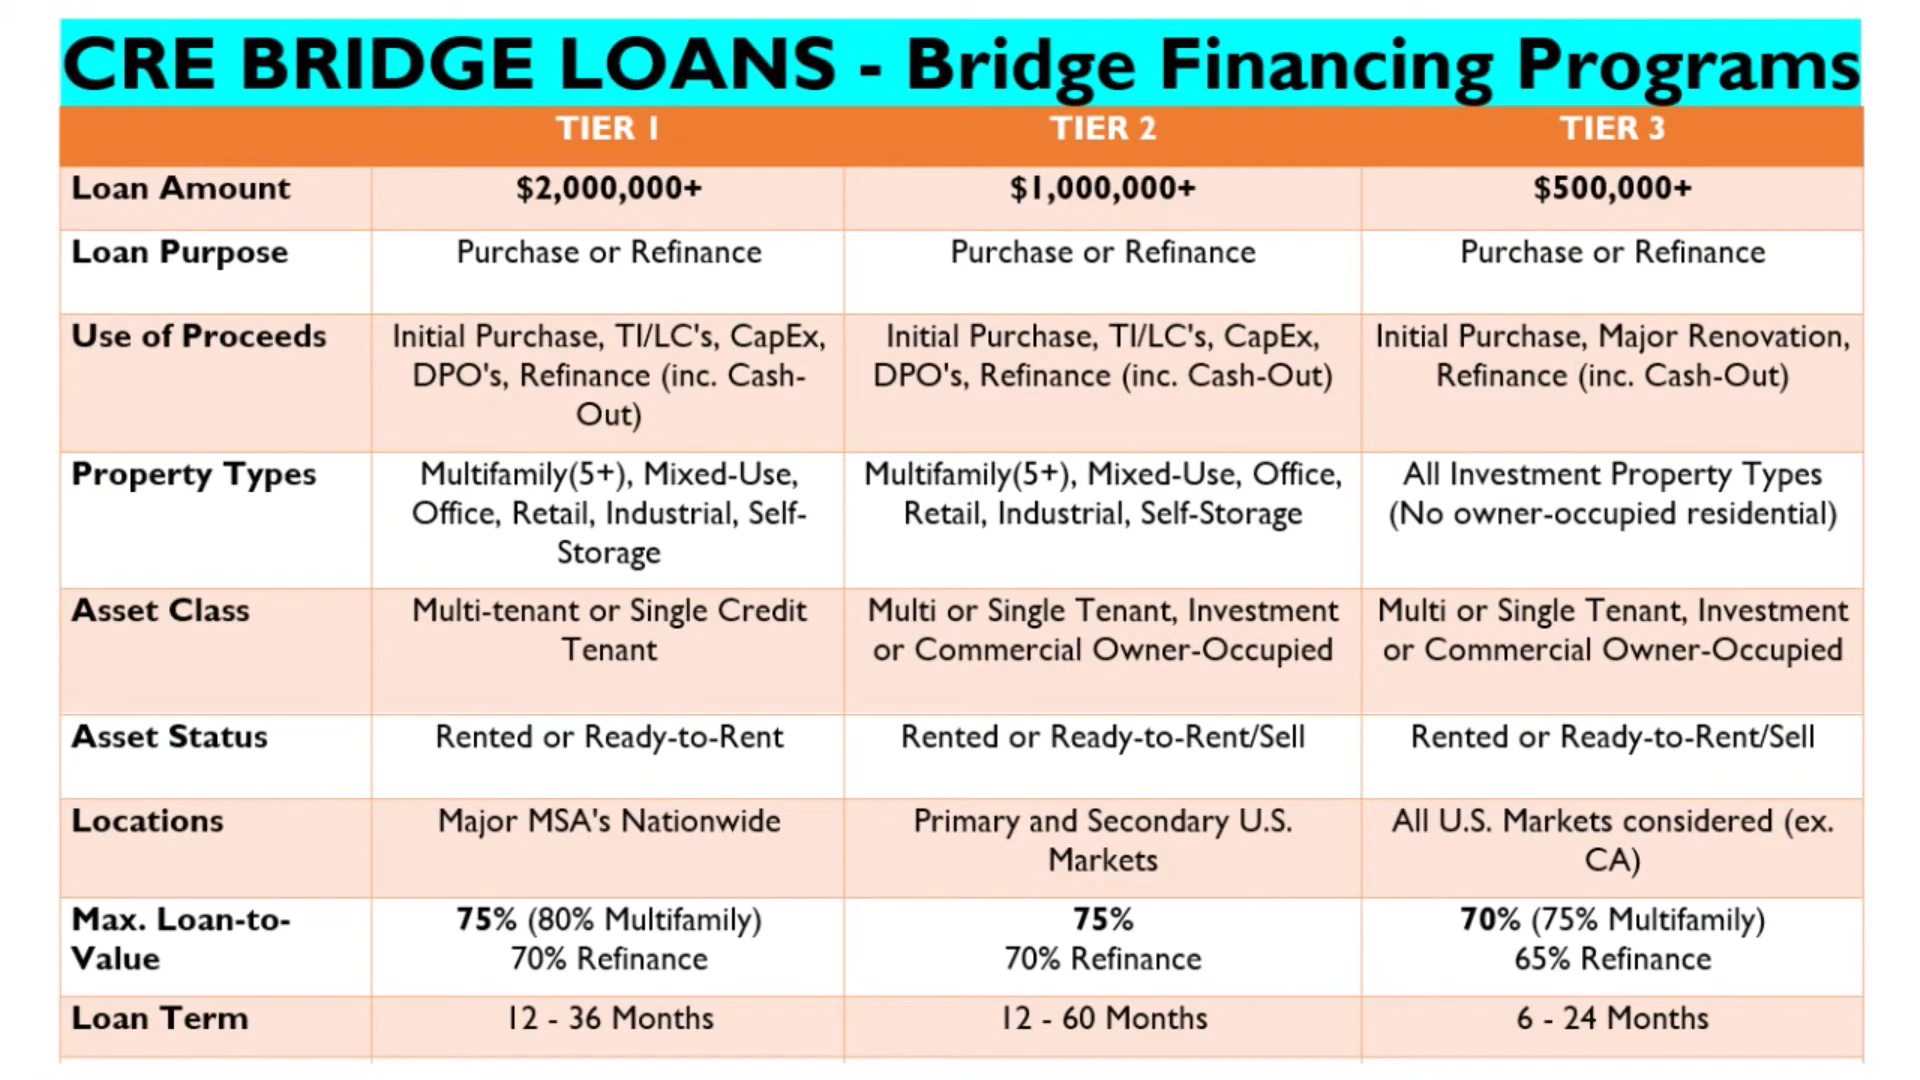 CRE BRIDGE LOANS - Bridge Financing Programs
TIER 1 TIER 2 TIER 3
Loan Amount $2,000,000+ $1,000,000+ $500,000+
Loan Purpose Purchase or Refinance Purchase or Refinance Purchase or Refinance
Use of Proceeds Initial Purchase, TI/LC's, CapEx, Initial Purchase, TI/LC's, CapEx, Initial Purchase, Major Renovation,
DPO's, Refinance (inc. Cash- DPO's, Refinance (inc. Cash-Out) Refinance (inc. Cash-Out)
Out)
Property Types Multifamily(5+), Mixed-Use, Multifamily(5+), Mixed-Use, Office, All Investment Property Types
Office, Retail, Industrial, Self- Retail, Industrial, Self-Storage (No owner-occupied residential)
Storage
Asset Class Multi-tenant or Single Credit Multi or Single Tenant, Investment Multi or Single Tenant, Investment
Tenant or Commercial Owner-Occupied or Commercial Owner-Occupied
Asset Status Rented or Ready-to-Rent Rented or Ready-to-Rent/Sell Rented or Ready-to-Rent/Sell
Locations Major MSA's Nationwide Primary and Secondary U.S. All U.S. Markets considered (ex.
Markets CA)
Max. Loan-to- 75% (80% Multifamily) 75% 70% (75% Multifamily)
Value 70% Refinance 70% Refinance 65% Refinance
Loan Term 12 - 36 Months 12 - 60 Months 6 - 24 Months